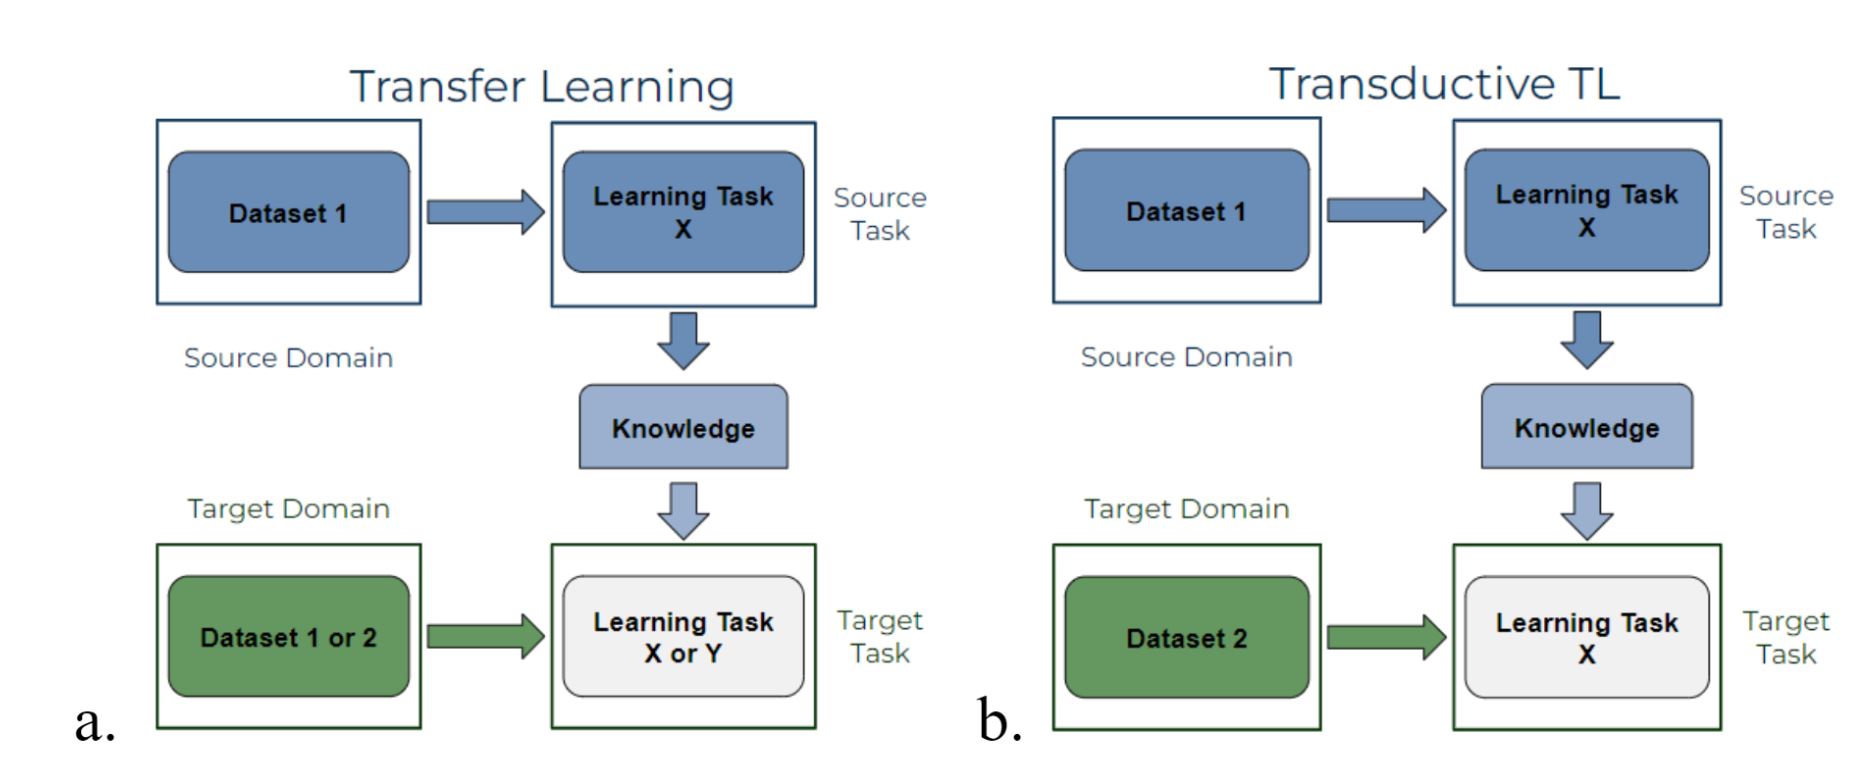 Transfer Learning
Dataset 1
Learning Task
X
Source
Task
Source Domain
Knowledge
Target Domain
Dataset 1 or 2
Learning Task
X or Y
Target
Task
a.
Transductive TL
Dataset 1
Learning Task
X
Source
Task
Source Domain
Knowledge
Target Domain
Dataset 2
Learning Task
X
Target
Task
b.